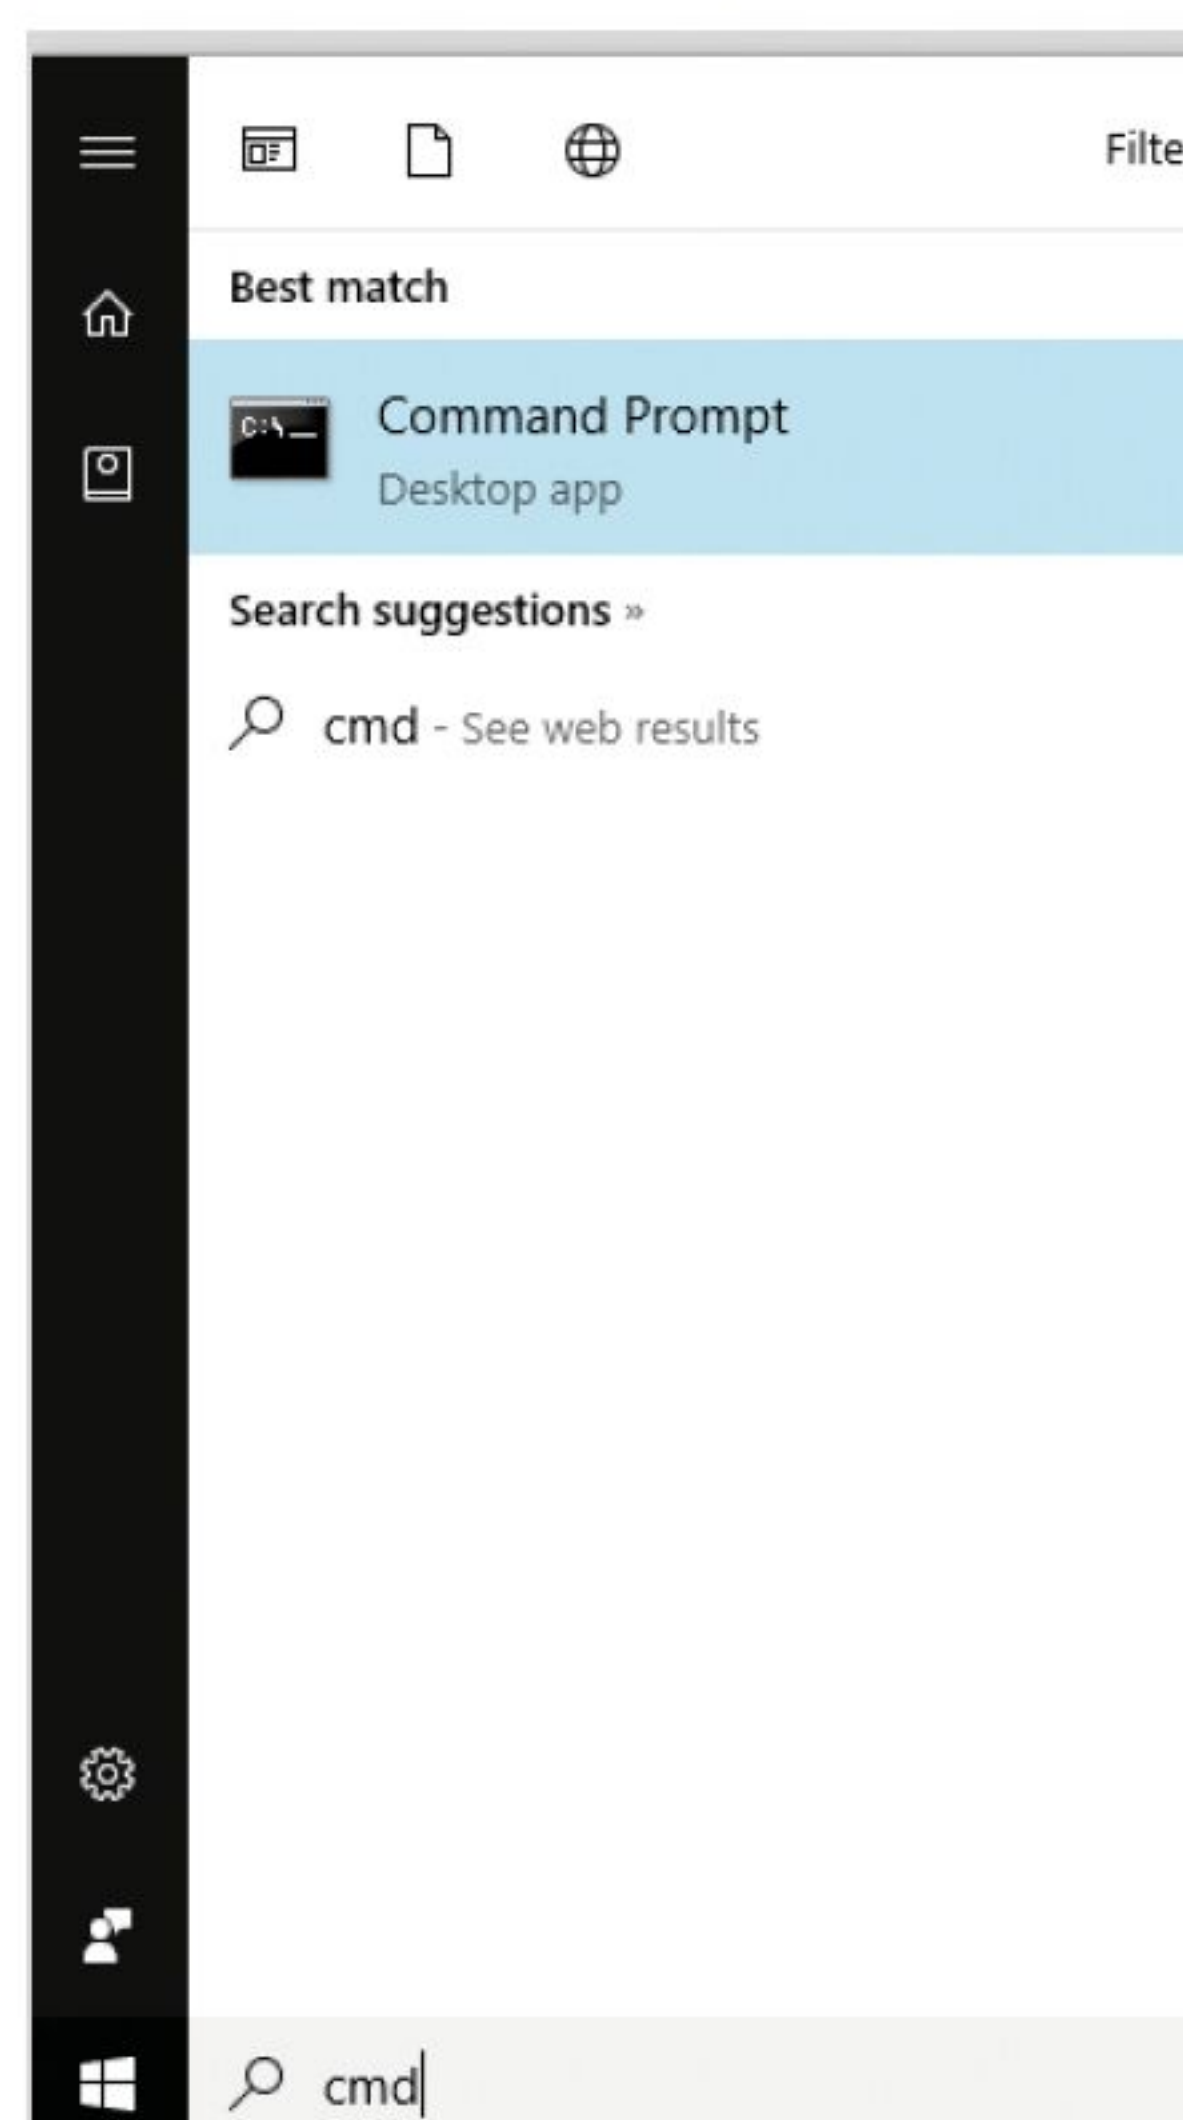 Filte
Best match
C:\_
Command Prompt
Desktop app
Search suggestions »
cmd - See web results
cmd